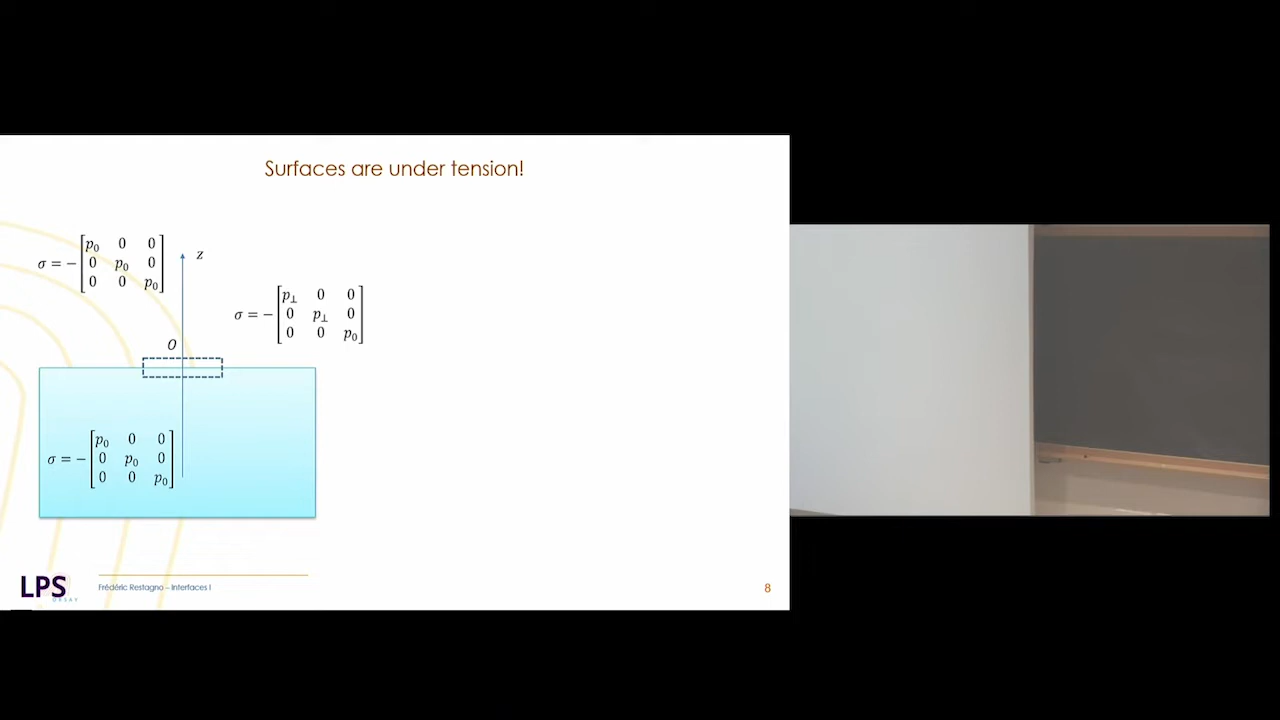 Surfaces are under tension!
σ = − [p₀ 0 0
0 p₀ 0
0 0 p₀]
z
σ = − [p⊥ 0 0
0 p⊥ 0
0 0 p₀]
O
σ = − [p₀ 0 0
0 p₀ 0
0 0 p₀]
LPS
ORSAY
Frédéric Restagno – Interfaces I
8